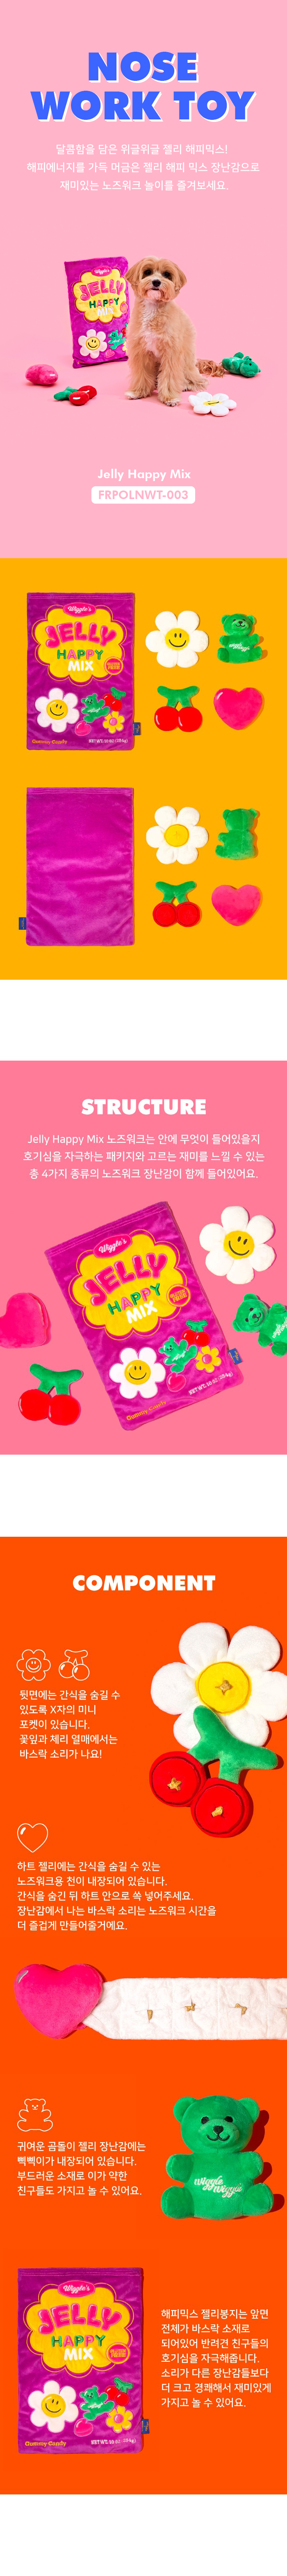 NOSE
WORK TOY
달콤함을 담은 위글위글 젤리 해피믹스!
해피에너지를 가득 머금은 젤리 해피 믹스 장난감으로
재미있는 노즈워크 놀이를 즐겨보세요.
Wiggle's
JELLY
HAPPY
MIX
Jelly Happy Mix
FRPOLNWT-003
Wiggle's
JELLY
HAPPY
MIX
Gummy Candy
STRUCTURE
Jelly Happy Mix 노즈워크는 안에 무엇이 들어있을지
호기심을 자극하는 패키지와 고르는 재미를 느낄 수 있는
총 4가지 종류의 노즈워크 장난감이 함께 들어있어요.
Wiggle's
JELLY
HAPPY
MIX
Gummy Candy
COMPONENT
뒷면에는 간식을 숨길 수
있도록 X자의 미니
포켓이 있습니다.
꽃잎과 체리 열매에서는
바스락 소리가 나요!
하트 젤리에는 간식을 숨길 수 있는
노즈워크용 천이 내장되어 있습니다.
간식을 숨긴 뒤 하트 안으로 쏙 넣어주세요.
장난감에서 나는 바스락 소리는 노즈워크 시간을
더 즐겁게 만들어줄거에요.
귀여운 곰돌이 젤리 장난감에는
삑삑이가 내장되어 있습니다.
부드러운 소재로 이가 약한
친구들도 가지고 놀 수 있어요.
wiggle
wiggle
Wiggle's
JELLY
HAPPY
MIX
Gummy Candy
해피믹스 젤리봉지는 앞면
전체가 바스락 소재로
되어있어 반려견 친구들의
호기심을 자극해줍니다.
소리가 다른 장난감들보다
더 크고 경쾌해서 재미있게
가지고 놀 수 있어요.